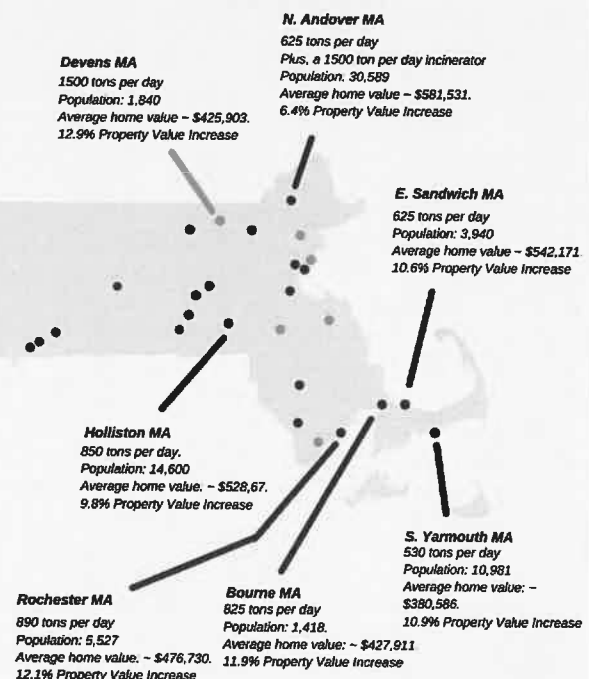 N. Andover MA
625 tons per day
Plus, a 1500 ton per day incinerator
Population. 30,589
Average home value ~ $581,531.
6.4% Property Value Increase
Devens MA
1500 tons per day
Population: 1,840
Average home value ~ $425,903.
12.9% Property Value Increase
E. Sandwich MA
625 tons per day
Population: 3,940
Average home value ~ $542,171
10.6% Property Value Increase
Holliston MA
850 tons per day.
Population: 14,600
Average home value. ~ $528,67.
9.8% Property Value Increase
S. Yarmouth MA
530 tons per day
Population: 10,981
Average home value: ~
$380,586.
10.9% Property Value Increase
Rochester MA
890 tons per day
Population: 5,527
Average home value. ~ $476,730.
12.1% Property Value Increase
Bourne MA
825 tons per day
Population: 1,418.
Average home value: ~ $427,911
11.9% Property Value Increase